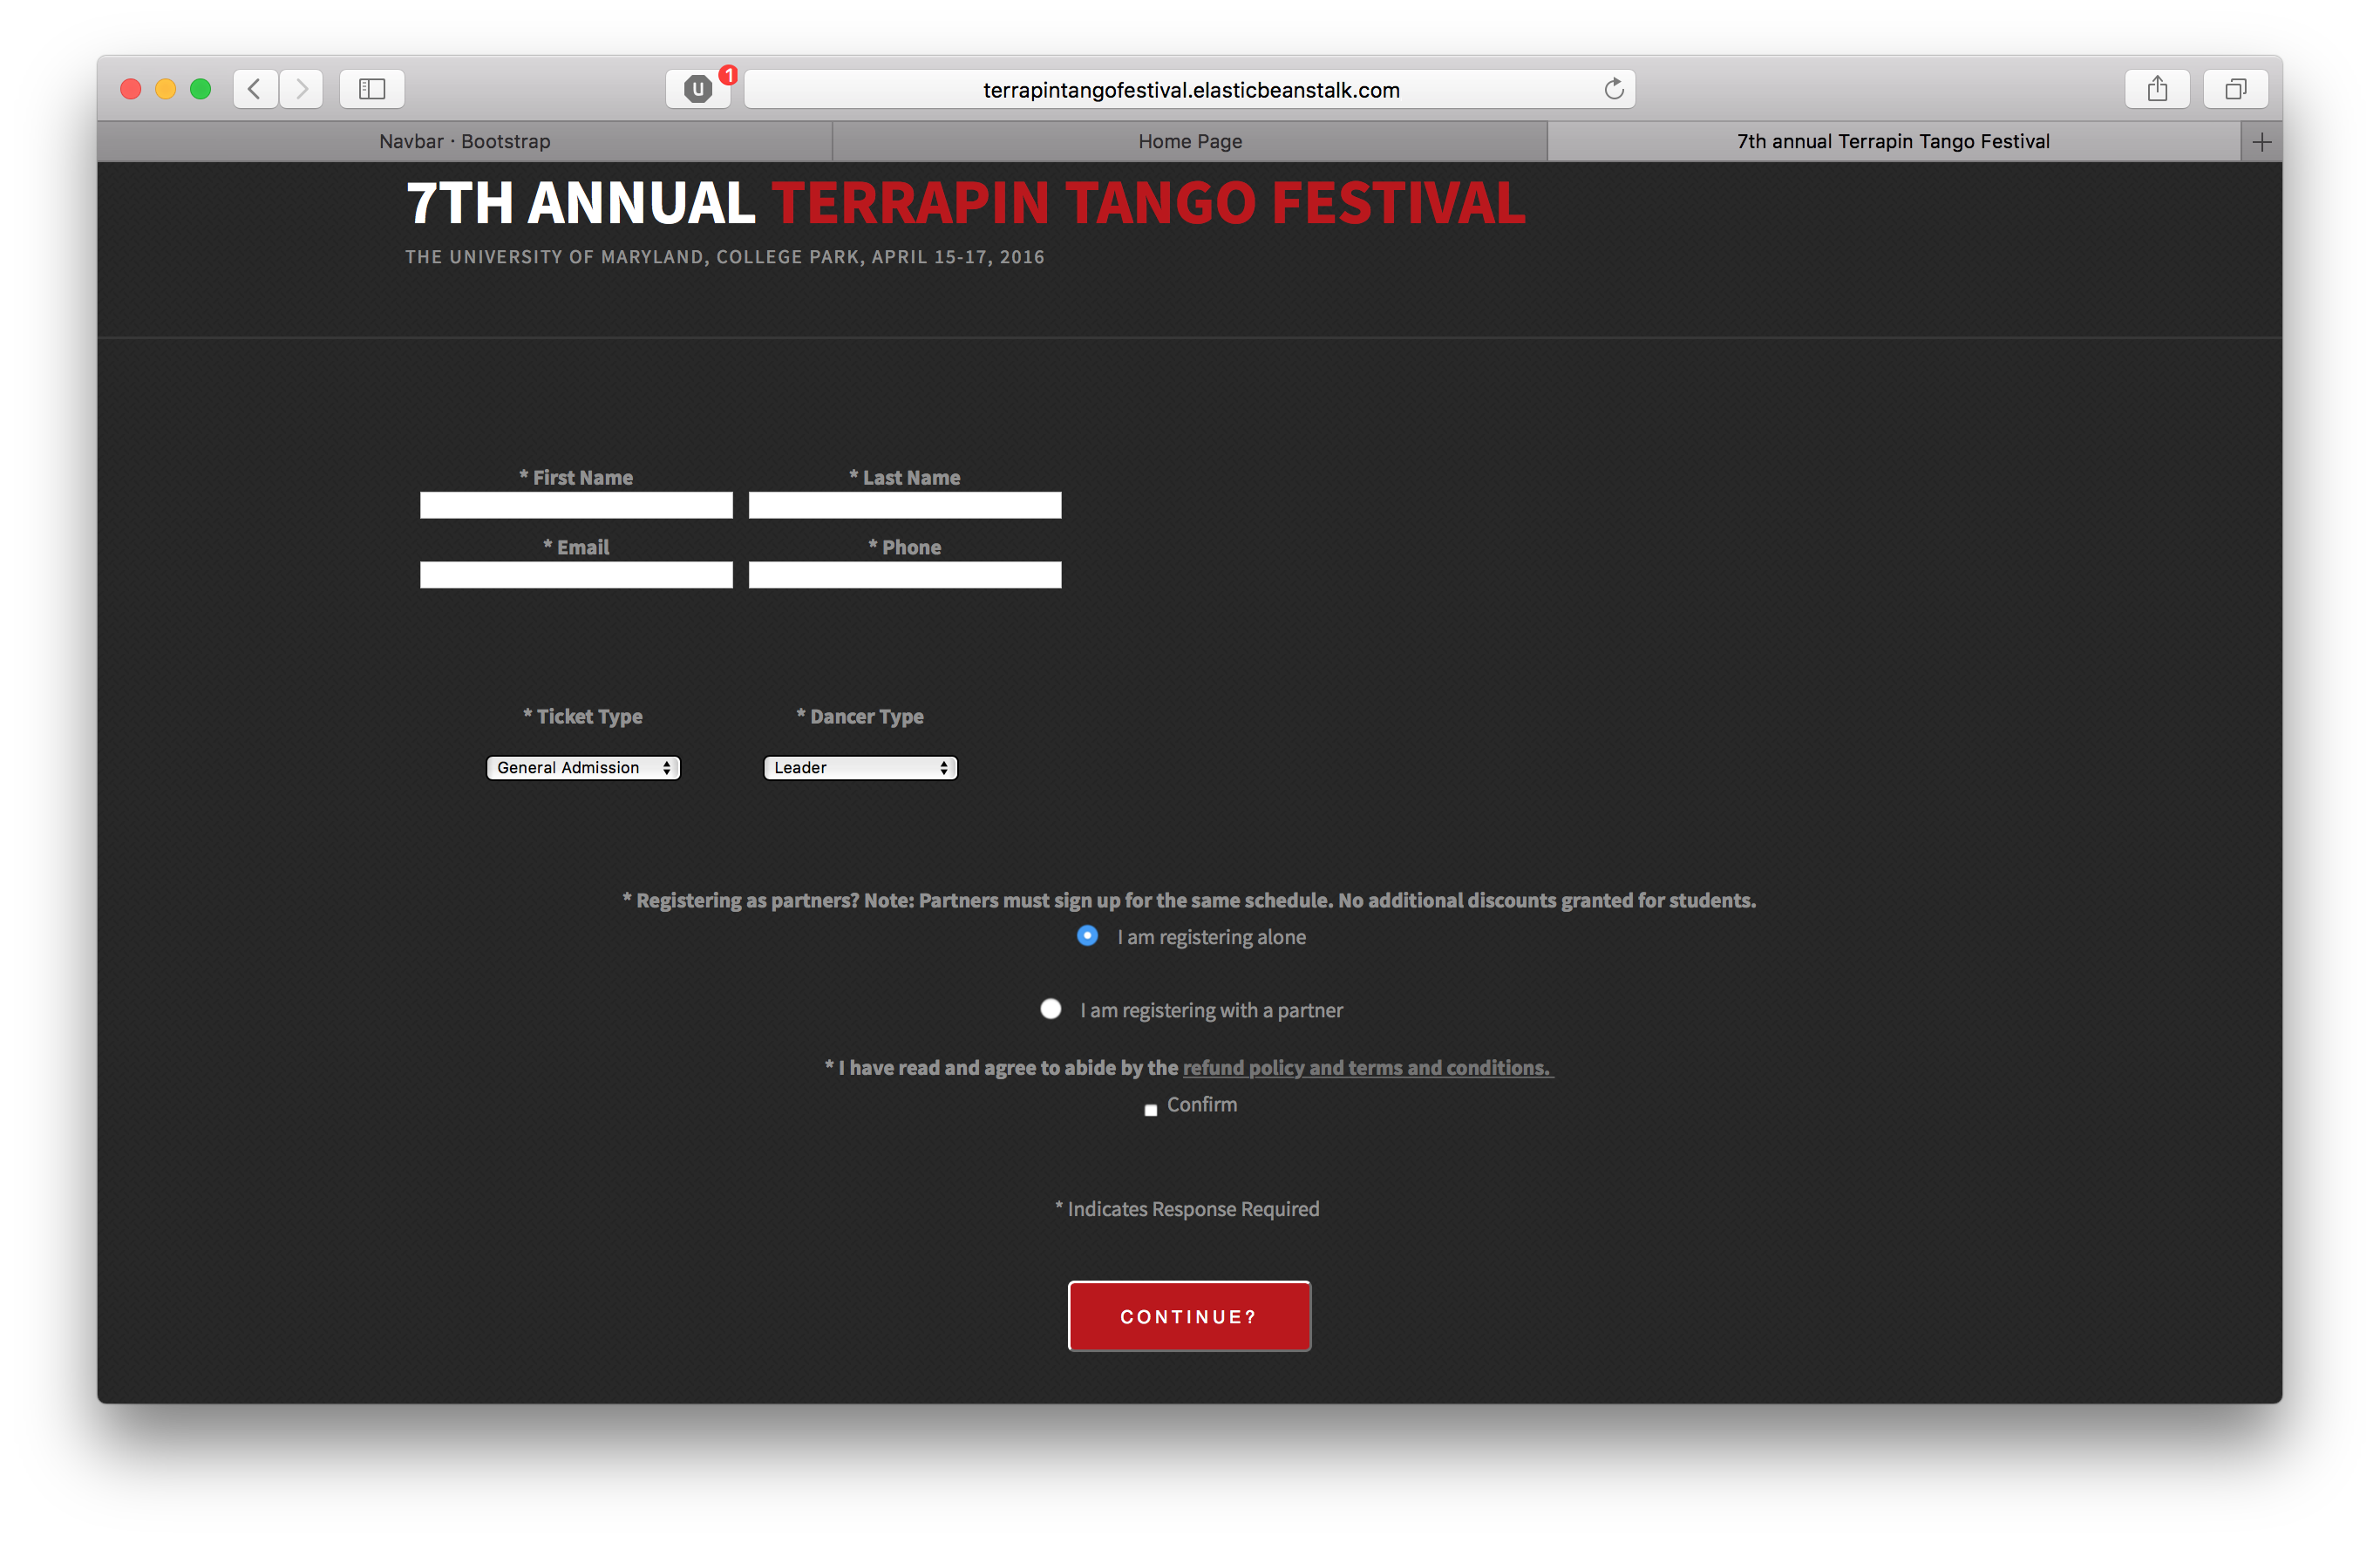 U 1 terrapintangofestival.elasticbeanstalk.com
Navbar · Bootstrap Home Page 7th annual Terrapin Tango Festival
7TH ANNUAL TERRAPIN TANGO FESTIVAL
THE UNIVERSITY OF MARYLAND, COLLEGE PARK, APRIL 15-17, 2016
* First Name * Last Name
* Email * Phone
* Ticket Type * Dancer Type
General Admission Leader
* Registering as partners? Note: Partners must sign up for the same schedule. No additional discounts granted for students.
I am registering alone
I am registering with a partner
* I have read and agree to abide by the refund policy and terms and conditions.
Confirm
* Indicates Response Required
CONTINUE?